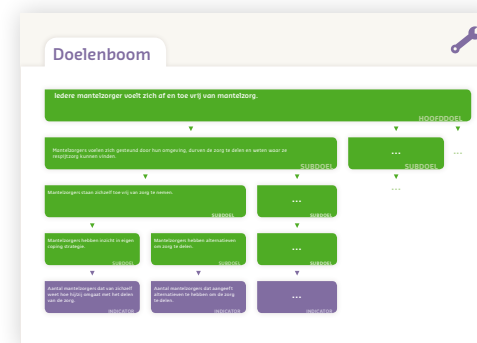 Doelenboom
Iedere mantelzorger voelt zich af en toe vrij van mantelzorg.
HOOFDDOEL
Mantelzorgers voelen zich gesteund door hun omgeving, durven de zorg te delen en weten waar ze
respijtzorg kunnen vinden.
SUBDOEL
...
SUBDOEL
...
Mantelzorgers staan zichzelf toe vrij van zorg te nemen.
SUBDOEL
...
SUBDOEL
...
Mantelzorgers hebben inzicht in eigen
coping strategie.
SUBDOEL
Mantelzorgers hebben alternatieven
om zorg te delen.
SUBDOEL
...
SUBDOEL
Aantal mantelzorgers dat van zichzelf
weet hoe hij/zij omgaat met het delen
van de zorg.
INDICATOR
Aantal mantelzorgers dat aangeeft
alternatieven te hebben om de zorg
te delen.
INDICATOR
...
INDICATOR